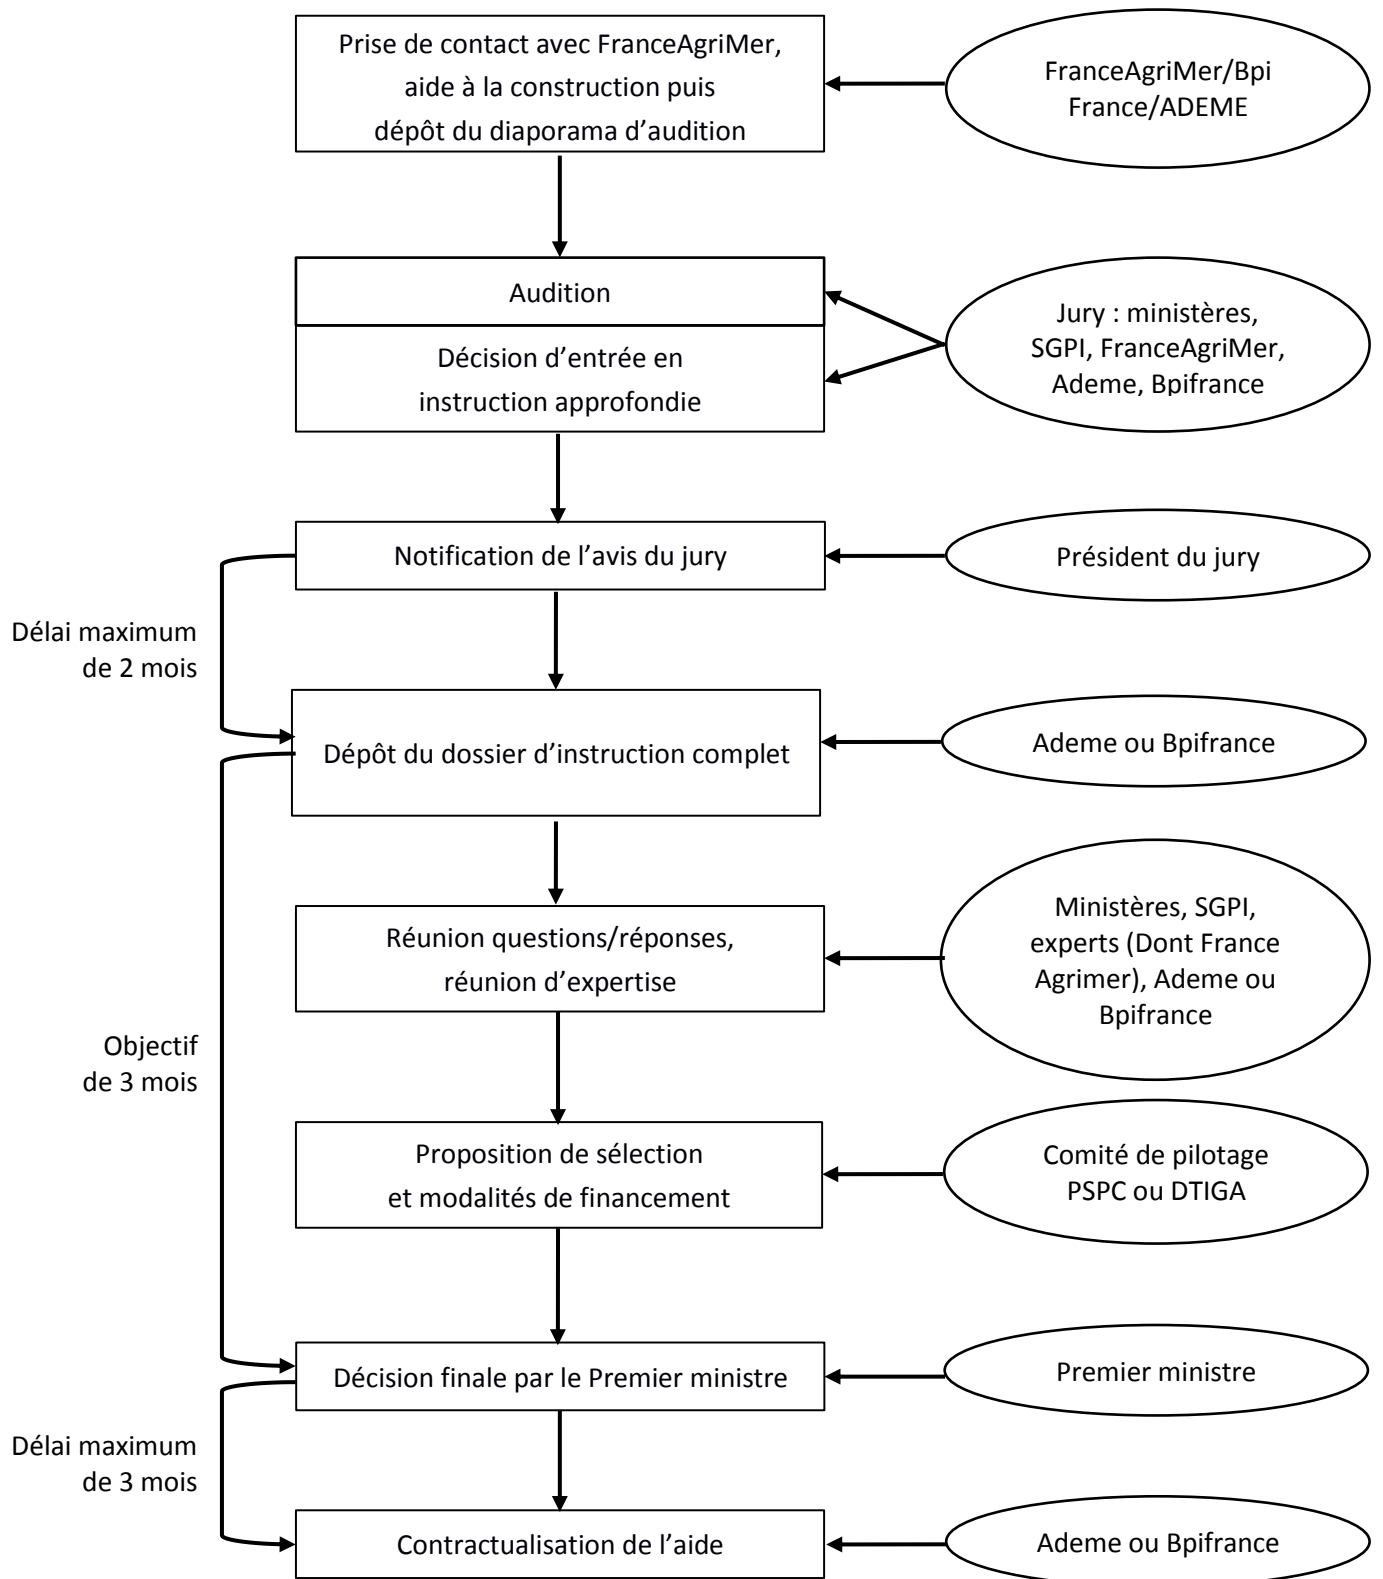 Prise de contact avec FranceAgriMer,
aide à la construction puis
dépôt du diaporama d’audition
FranceAgriMer/Bpi
France/ADEME
Audition
Décision d’entrée en
instruction approfondie
Jury : ministères,
SGPI, FranceAgriMer,
Ademe, Bpifrance
Notification de l’avis du jury
Président du jury
Délai maximum
de 2 mois
Dépôt du dossier d’instruction complet
Ademe ou Bpifrance
Réunion questions/réponses,
réunion d’expertise
Ministères, SGPI,
experts (Dont France
Agrimer), Ademe ou
Bpifrance
Objectif
de 3 mois
Proposition de sélection
et modalités de financement
Comité de pilotage
PSPC ou DTIGA
Décision finale par le Premier ministre
Premier ministre
Délai maximum
de 3 mois
Contractualisation de l’aide
Ademe ou Bpifrance